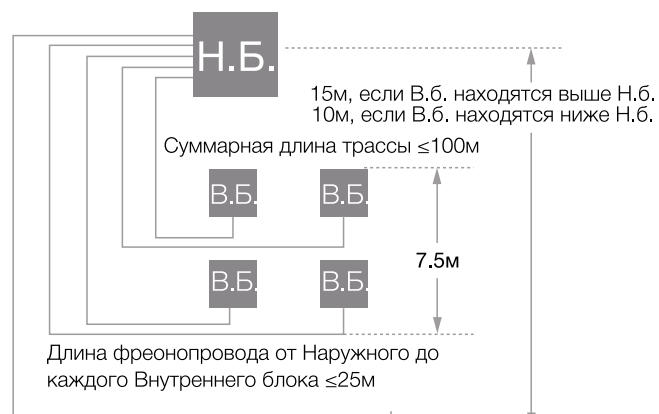 Н.Б.
15м, если В.б. находятся выше Н.б.
10м, если В.б. находятся ниже Н.б.
Суммарная длина трассы ≤100м
В.Б. В.Б.
7.5м
В.Б. В.Б.
Длина фреонопровода от Наружного до
каждого Внутреннего блока ≤25м